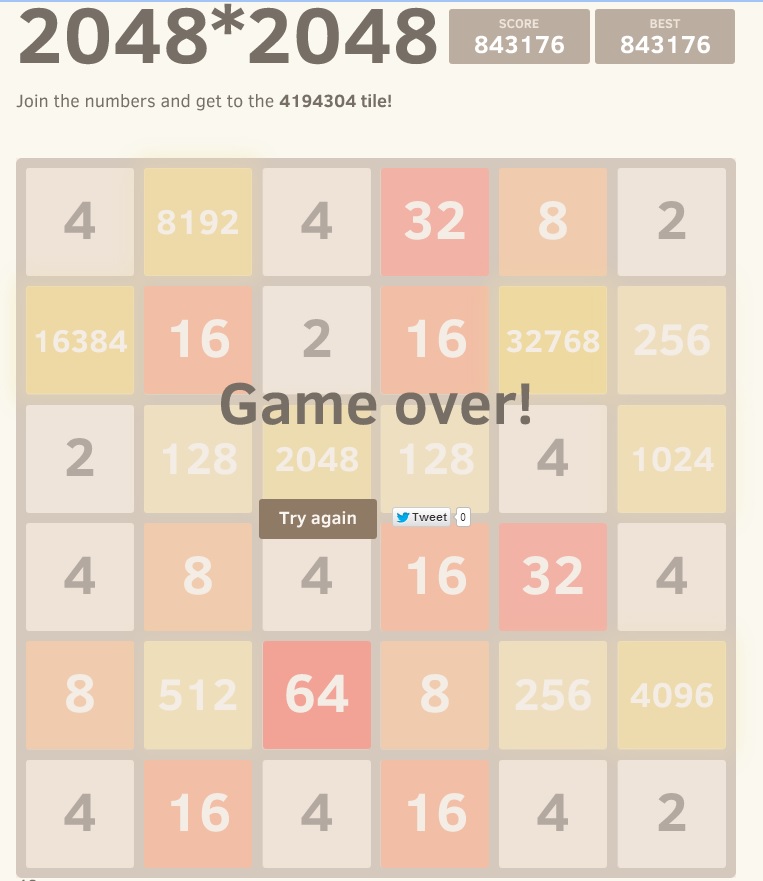 2048*2048
SCORE
843176
BEST
843176
Join the numbers and get to the 4194304 tile!
4 8192 4 32 8 2
16384 16 2 16 32768 256
Game over!
2 128 2048 128 4 1024
Try again
Tweet 0
4 8 4 16 32 4
8 512 64 8 256 4096
4 16 4 16 4 2